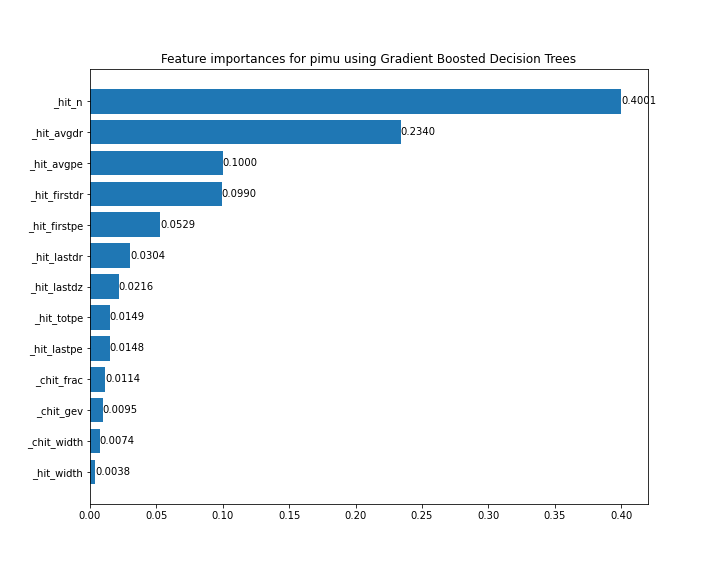 Feature importances for pimu using Gradient Boosted Decision Trees
_hit_n 0.4001
_hit_avgdr 0.2340
_hit_avgpe 0.1000
_hit_firstdr 0.0990
_hit_firstpe 0.0529
_hit_lastdr 0.0304
_hit_lastdz 0.0216
_hit_totpe 0.0149
_hit_lastpe 0.0148
_chit_frac 0.0114
_chit_gev 0.0095
_chit_width 0.0074
_hit_width 0.0038
0.00 0.05 0.10 0.15 0.20 0.25 0.30 0.35 0.40